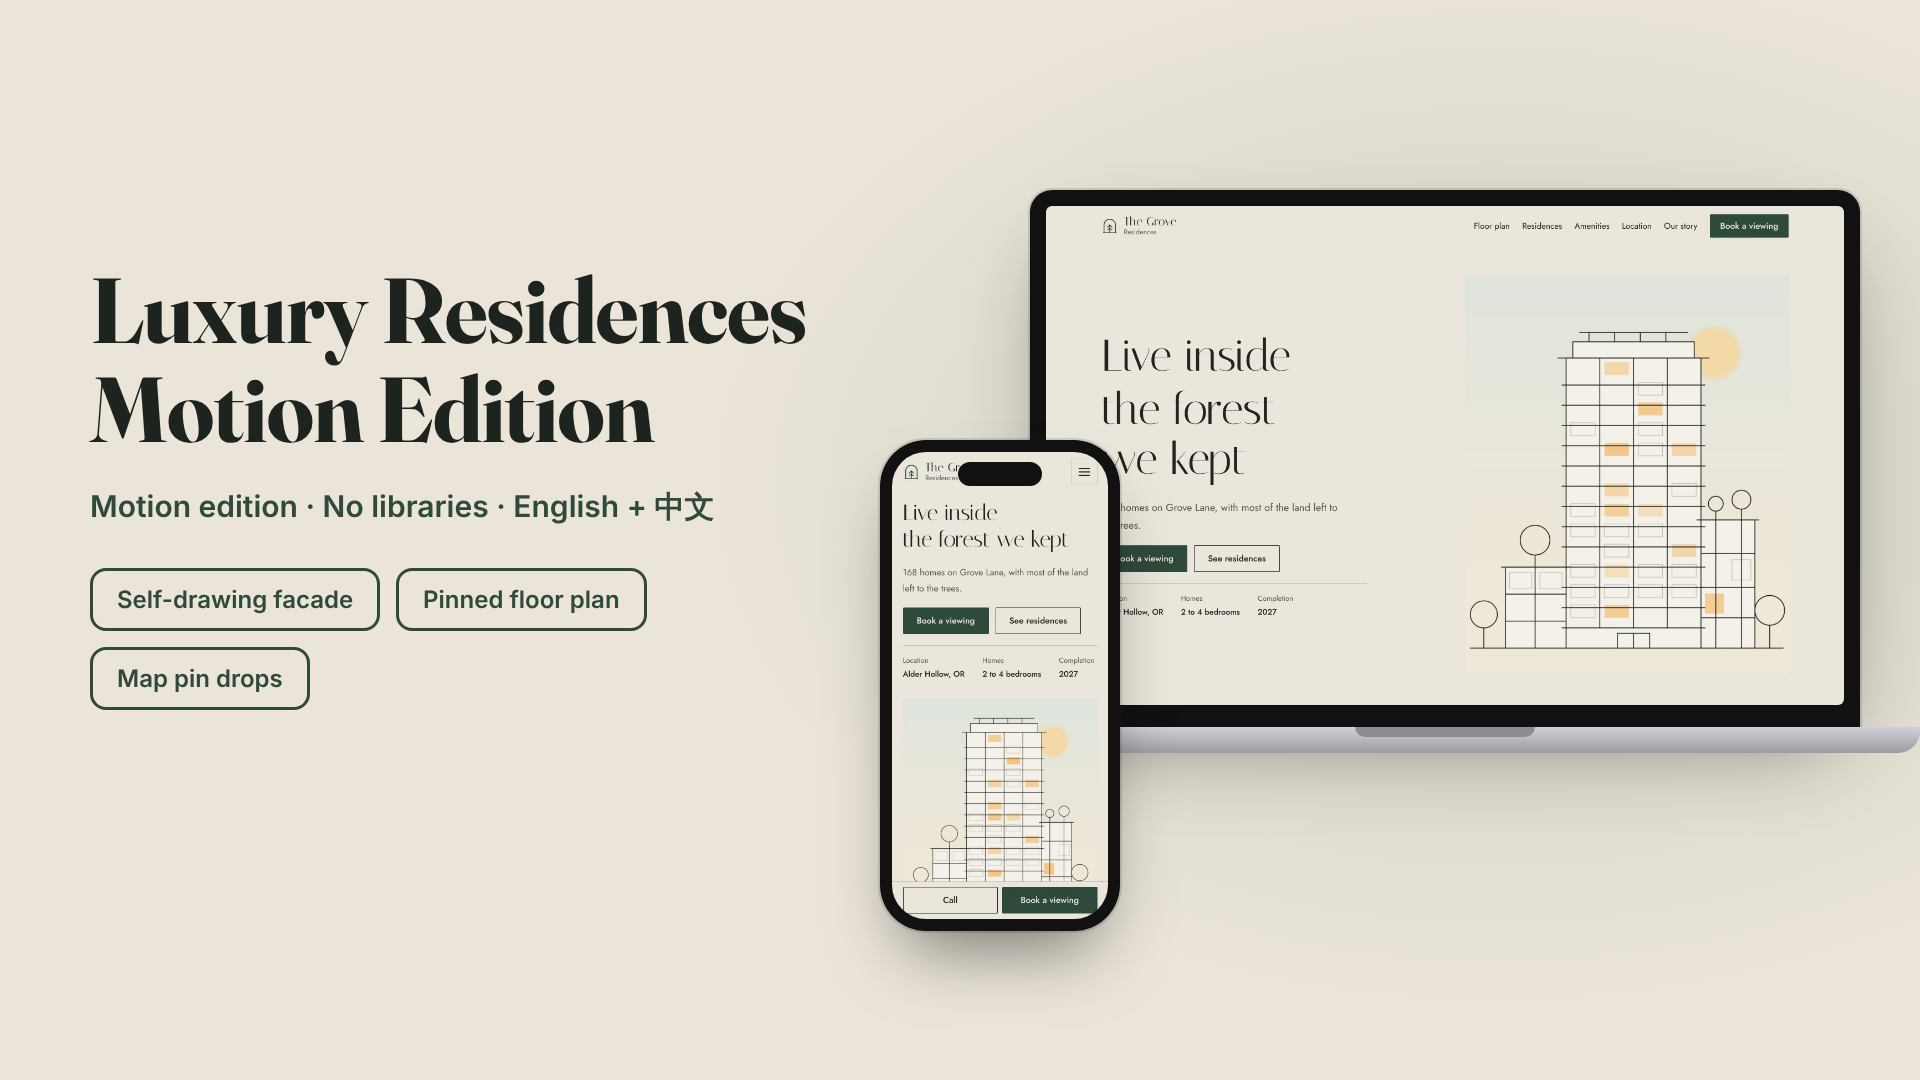 Luxury Residences
Motion Edition
Motion edition · No libraries · English + 中文
Self-drawing facade
Pinned floor plan
Map pin drops
The Grove
Residences
Floor plan
Residences
Amenities
Location
Our story
Book a viewing
Live inside
the forest
we kept
homes on Grove Lane, with most of the land left to
trees.
Book a viewing
See residences
Homes
Completion
Hollow, OR
2 to 4 bedrooms
2027
The
Residences
Live inside
the forest we kept
168 homes on Grove Lane, with most of the land
left to the trees.
Book a viewing
See residences
Location
Homes
Completion
Alder Hollow, OR
2 to 4 bedrooms
2027
Call
Book a viewing